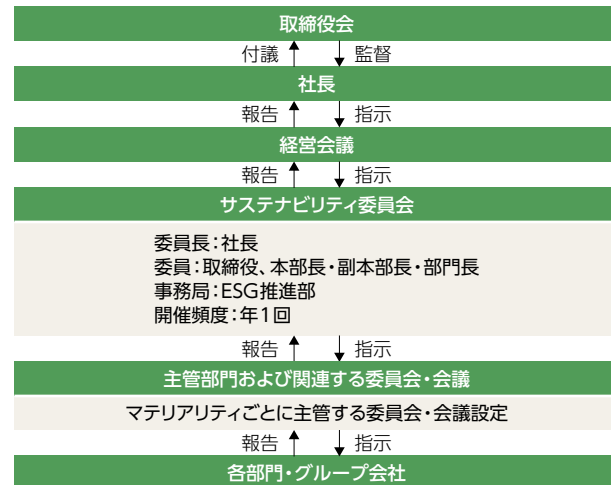 取締役会
付議 監督
社長
報告 指示
経営会議
報告 指示
サステナビリティ委員会
委員長:社長
委員:取締役、本部長・副本部長・部門長
事務局:ESG推進部
開催頻度:年1回
報告 指示
主管部門および関連する委員会・会議
マテリアリティごとに主管する委員会・会議設定
報告 指示
各部門・グループ会社